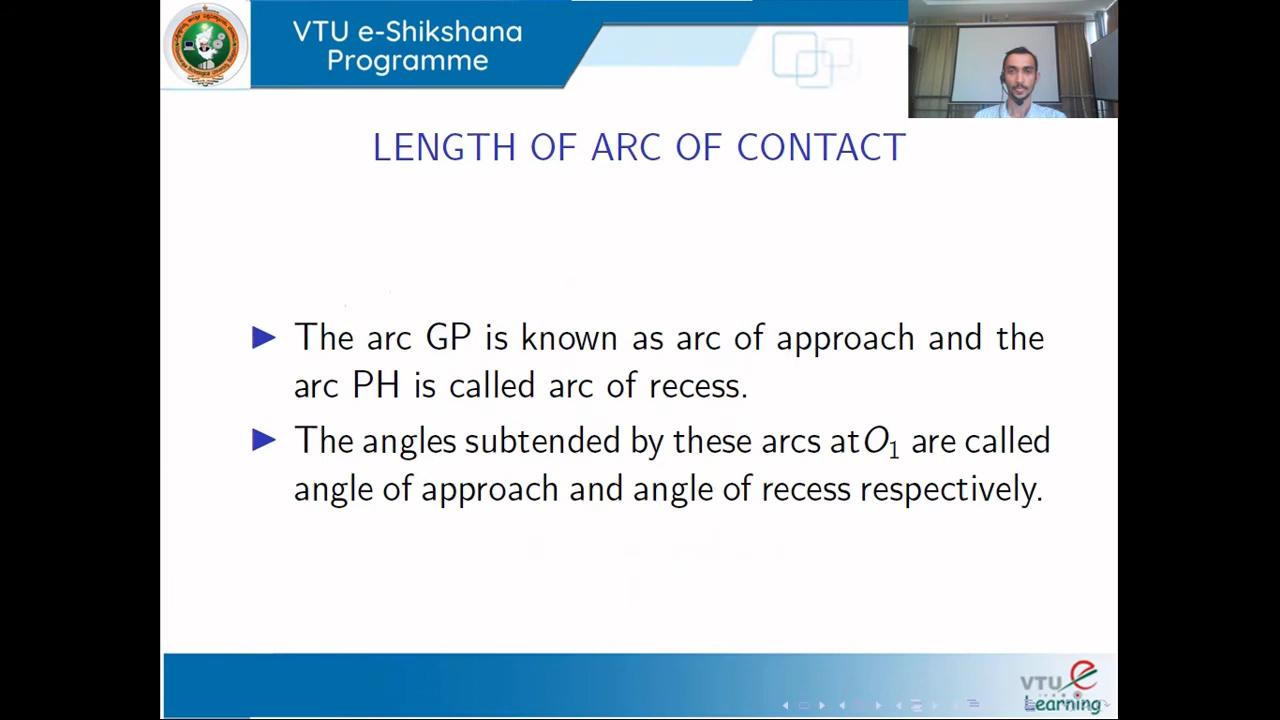 VTU e-Shikshana
Programme
LENGTH OF ARC OF CONTACT
▶ The arc GP is known as arc of approach and the
arc PH is called arc of recess.
▶ The angles subtended by these arcs atO₁ are called
angle of approach and angle of recess respectively.
VTU e
Learning